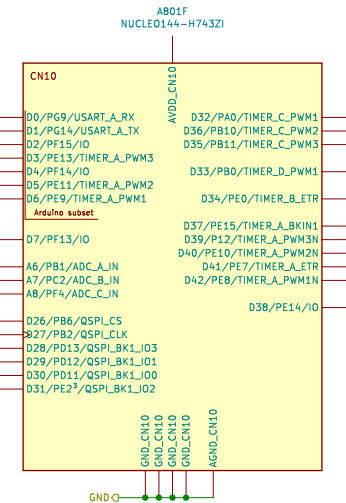 A801F
NUCLEO144-H743ZI
CN10
AVDD_CN10
D0/PG9/USART_A_RX
D1/PG14/USART_A_TX
D2/PF15/IO
D3/PE13/TIMER_A_PWM3
D4/PF14/IO
D5/PE11/TIMER_A_PWM2
D6/PE9/TIMER_A_PWM1
Arduino subset
D7/PF13/IO
A6/PB1/ADC_A_IN
A7/PC2/ADC_B_IN
A8/PF4/ADC_C_IN
D26/PB6/QSPI_CS
D27/PB2/QSPI_CLK
D28/PD13/QSPI_BK1_IO3
D29/PD12/QSPI_BK1_IO1
D30/PD11/QSPI_BK1_IO0
D31/PE2³/QSPI_BK1_IO2
D32/PA0/TIMER_C_PWM1
D36/PB10/TIMER_C_PWM2
D35/PB11/TIMER_C_PWM3
D33/PB0/TIMER_D_PWM1
D34/PE0/TIMER_B_ETR
D37/PE15/TIMER_A_BKIN1
D39/P12/TIMER_A_PWM3N
D40/PE10/TIMER_A_PWM2N
D41/PE7/TIMER_A_ETR
D42/PE8/TIMER_A_PWM1N
D38/PE14/IO
GND_CN10
GND_CN10
GND_CN10
GND_CN10
AGND_CN10
GND